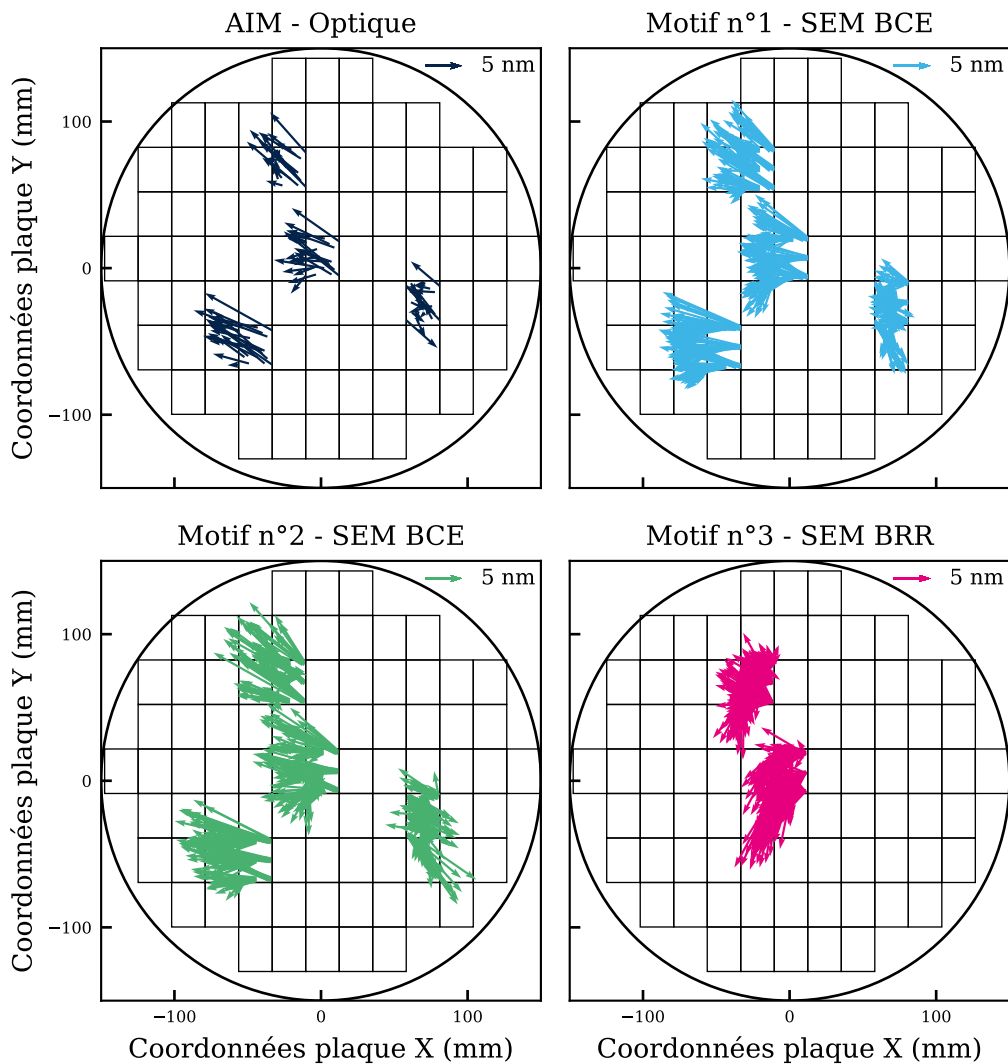 AIM - Optique
Motif n°1 - SEM BCE
5 nm
5 nm
Coordonnées plaque Y (mm)
100
0
−100
Motif n°2 - SEM BCE
Motif n°3 - SEM BRR
5 nm
5 nm
Coordonnées plaque Y (mm)
100
0
−100
−100
0
100
−100
0
100
Coordonnées plaque X (mm)
Coordonnées plaque X (mm)